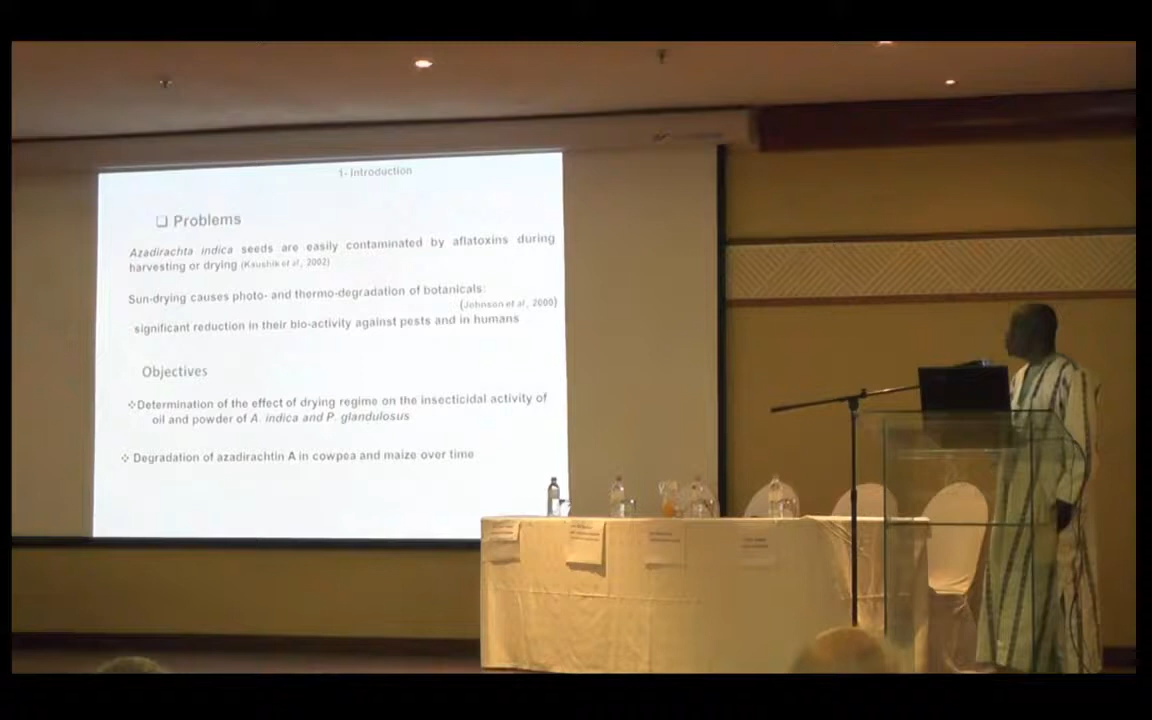 1- Introduction
❑ Problems
Azadirachta indica seeds are easily contaminated by aflatoxins during
harvesting or drying (Kaushik et al., 2002)
Sun-drying causes photo- and thermo-degradation of botanicals:
(Johnson et al., 2000)
significant reduction in their bio-activity against pests and in humans
Objectives
❖Determination of the effect of drying regime on the insecticidal activity of
oil and powder of A. indica and P. glandulosus
❖ Degradation of azadirachtin A in cowpea and maize over time